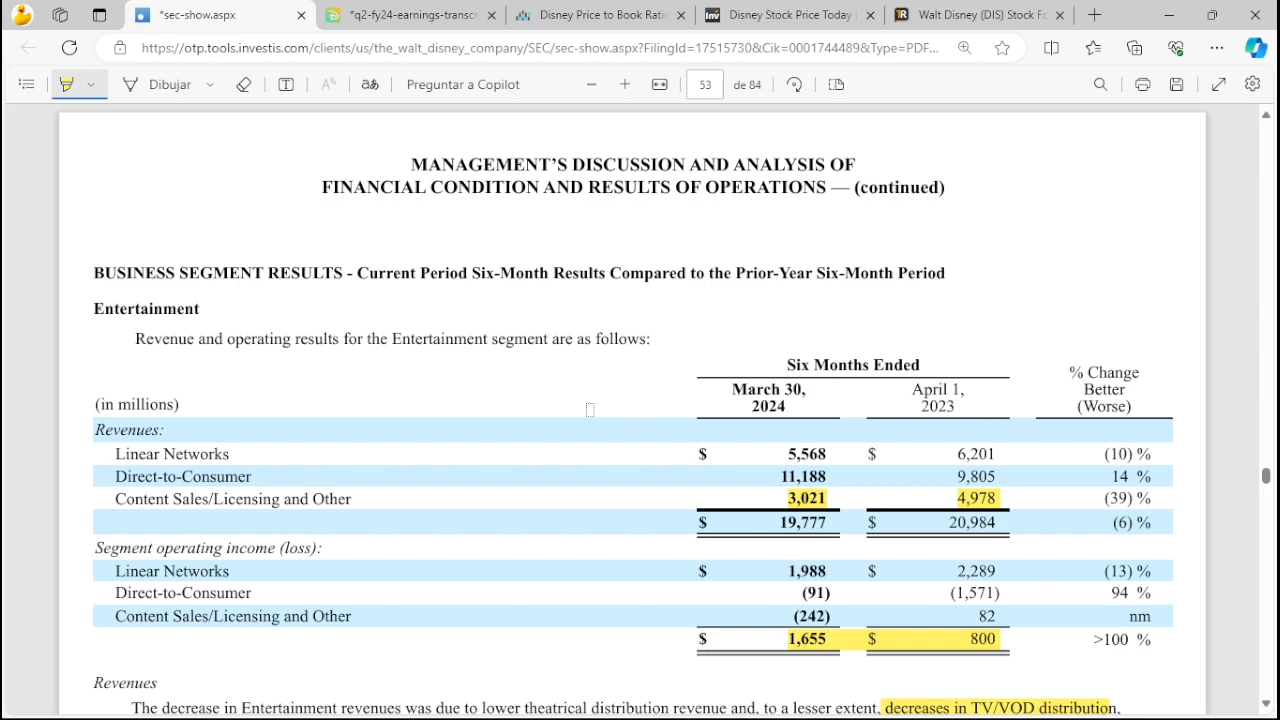 *sec-show.aspx
*q2-fy24-earnings-transcr
Disney Price to Book Ratio
Disney Stock Price Today |
Walt Disney (DIS) Stock Fo
https://otp.tools.investis.com/clients/us/the_walt_disney_company/SEC/sec-show.aspx?FilingId=17515730&Cik=0001744489&Type=PDF...
Dibujar
Preguntar a Copilot
53 de 84
MANAGEMENT'S DISCUSSION AND ANALYSIS OF
FINANCIAL CONDITION AND RESULTS OF OPERATIONS — (continued)
BUSINESS SEGMENT RESULTS - Current Period Six-Month Results Compared to the Prior-Year Six-Month Period
Entertainment
Revenue and operating results for the Entertainment segment are as follows:
Six Months Ended % Change
(in millions) March 30, 2024 April 1, 2023 Better (Worse)
Revenues:
Linear Networks $ 5,568 $ 6,201 (10) %
Direct-to-Consumer 11,188 9,805 14 %
Content Sales/Licensing and Other 3,021 4,978 (39) %
$ 19,777 $ 20,984 (6) %
Segment operating income (loss):
Linear Networks $ 1,988 $ 2,289 (13) %
Direct-to-Consumer (91) (1,571) 94 %
Content Sales/Licensing and Other (242) 82 nm
$ 1,655 $ 800 >100 %
Revenues
The decrease in Entertainment revenues was due to lower theatrical distribution revenue and, to a lesser extent, decreases in TV/VOD distribution,